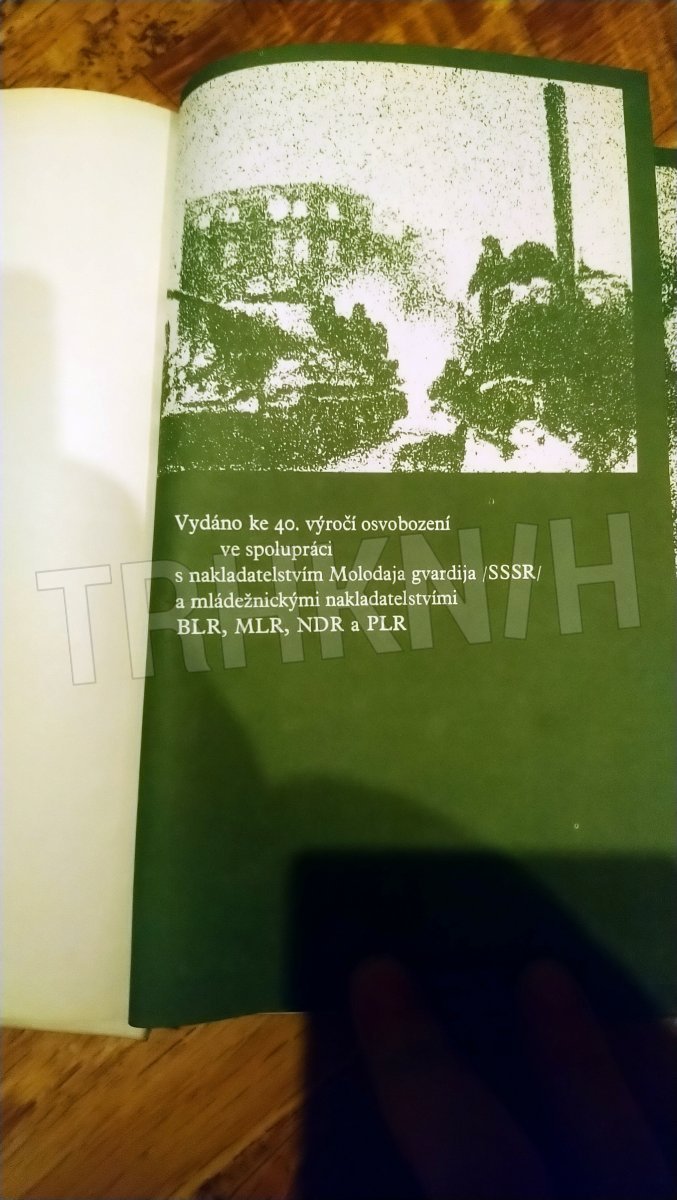 Vydáno ke 40. výročí osvobození
ve spolupráci
s nakladatelstvím Molodaja gvardija /SSSR/
a mládežnickými nakladatelstvími
BLR, MLR, NDR a PLR
TRHKNIH